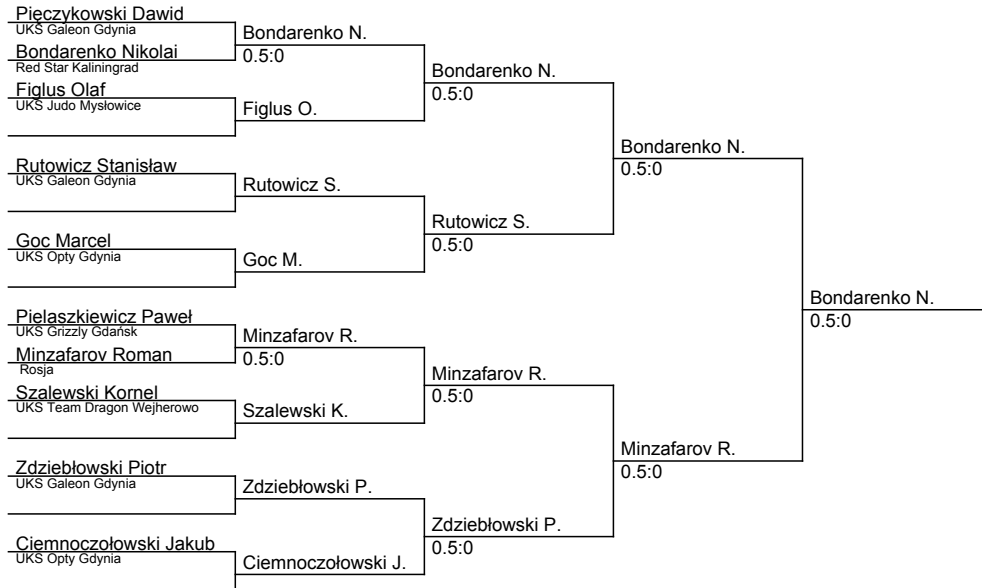 Pięczykowski Dawid
UKS Galeon Gdynia
Bondarenko Nikolai
Red Star Kaliningrad
Figlus Olaf
UKS Judo Mysłowice
Rutowicz Stanisław
UKS Galeon Gdynia
Goc Marcel
UKS Opty Gdynia
Pielaszkiewicz Paweł
UKS Grizzly Gdańsk
Minzafarov Roman
Rosja
Szalewski Kornel
UKS Team Dragon Wejherowo
Zdziebłowski Piotr
UKS Galeon Gdynia
Ciemnoczołowski Jakub
UKS Opty Gdynia
Bondarenko N.
0.5:0
Figlus O.
Rutowicz S.
Goc M.
Minzafarov R.
0.5:0
Szalewski K.
Zdziebłowski P.
Ciemnoczołowski J.
Bondarenko N.
0.5:0
Rutowicz S.
0.5:0
Minzafarov R.
0.5:0
Zdziebłowski P.
0.5:0
Bondarenko N.
0.5:0
Minzafarov R.
0.5:0
Bondarenko N.
0.5:0